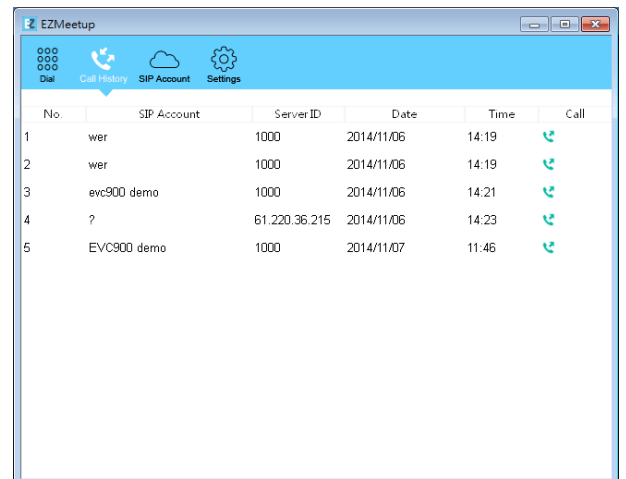 EZ EZMeetup
Dial Call History SIP Account Settings
No. SIP Account Server ID Date Time Call
1 wer 1000 2014/11/06 14:19
2 wer 1000 2014/11/06 14:19
3 evc900 demo 1000 2014/11/06 14:21
4 ? 61.220.36.215 2014/11/06 14:23
5 EVC900 demo 1000 2014/11/07 11:46